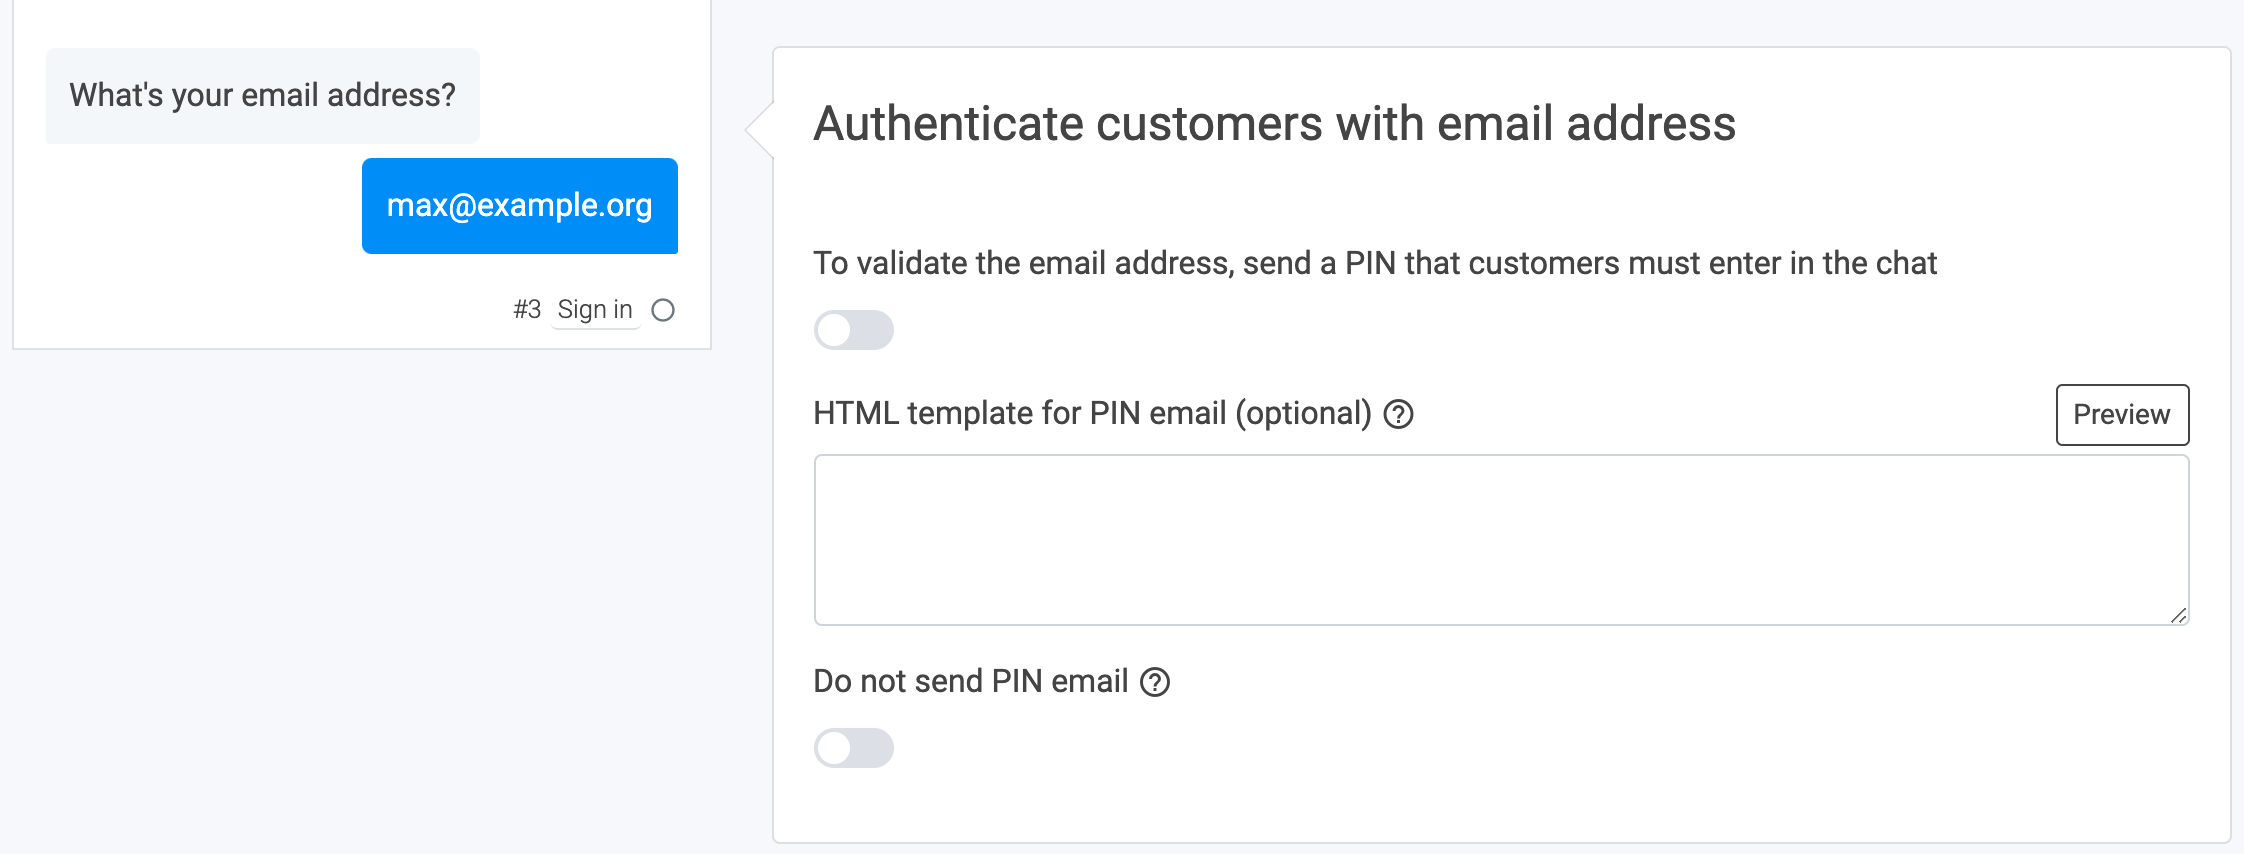 What's your email address?
max@example.org
#3 Sign in
Authenticate customers with email address
To validate the email address, send a PIN that customers must enter in the chat
HTML template for PIN email (optional) ?
Preview
Do not send PIN email ?